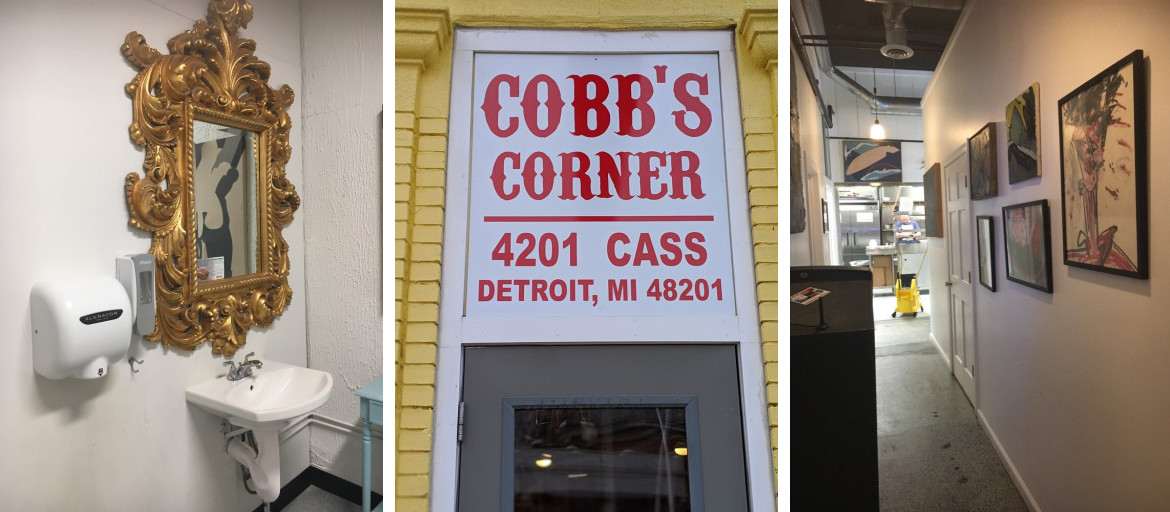 XLERATOR
COBB'S
CORNER
4201 CASS
DETROIT, MI 48201